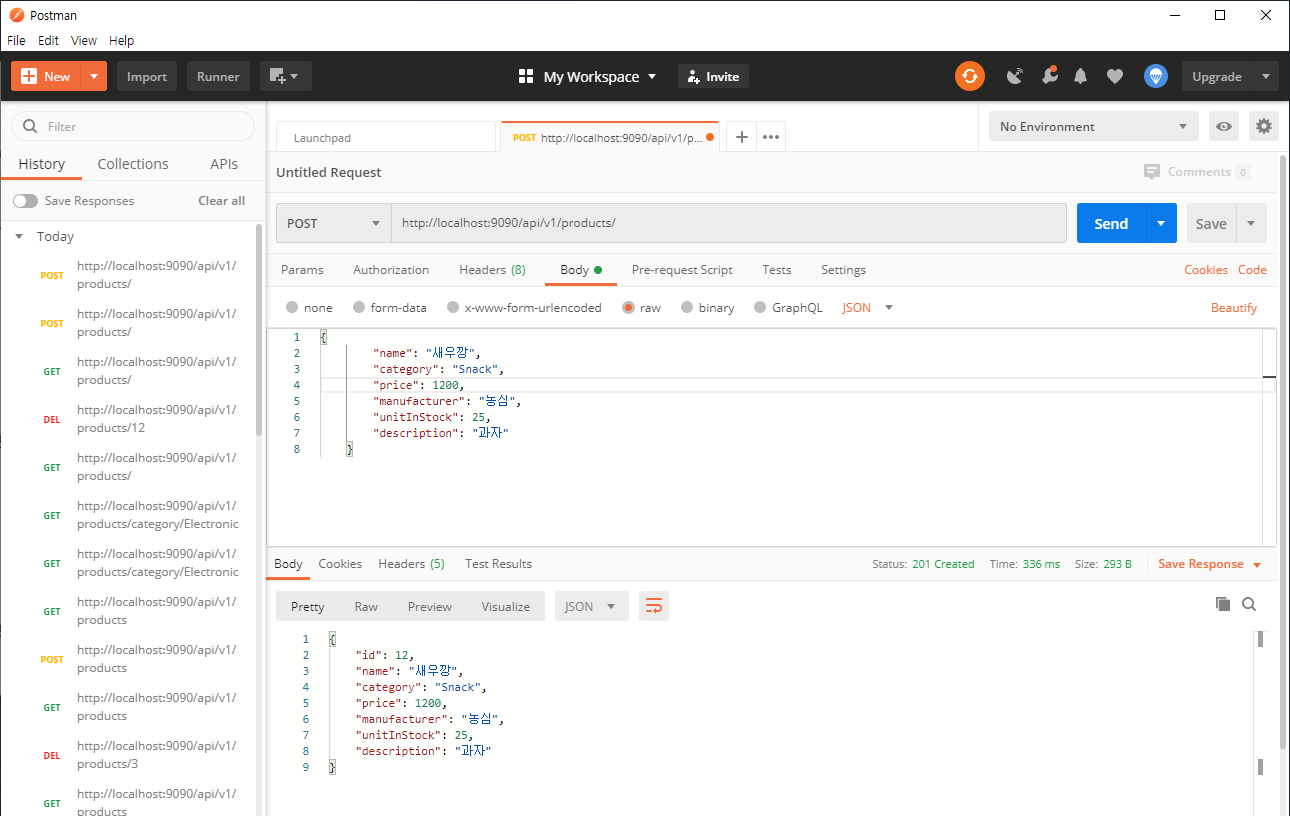 Postman
File Edit View Help
New Import Runner My Workspace Invite Upgrade
Filter
History Collections APIs
Save Responses Clear all
Today
POST http://localhost:9090/api/v1/
products/
POST http://localhost:9090/api/v1/
products/
GET http://localhost:9090/api/v1/
products/
DEL http://localhost:9090/api/v1/
products/12
GET http://localhost:9090/api/v1/
products/
GET http://localhost:9090/api/v1/
products/category/Electronic
GET http://localhost:9090/api/v1/
products/category/Electronic
GET http://localhost:9090/api/v1/
products
POST http://localhost:9090/api/v1/
products
GET http://localhost:9090/api/v1/
products
DEL http://localhost:9090/api/v1/
products/3
GET http://localhost:9090/api/v1/
products
Launchpad POST http://localhost:9090/api/v1/p... No Environment
Untitled Request Comments 0
POST http://localhost:9090/api/v1/products/ Send Save
Params Authorization Headers (8) Body Pre-request Script Tests Settings Cookies Code
none form-data x-www-form-urlencoded raw binary GraphQL JSON Beautify
1 {
2 "name": "새우깡",
3 "category": "Snack",
4 "price": 1200,
5 "manufacturer": "농심",
6 "unitInStock": 25,
7 "description": "과자"
8 }
Body Cookies Headers (5) Test Results Status: 201 Created Time: 336 ms Size: 293 B Save Response
Pretty Raw Preview Visualize JSON
1 {
2 "id": 12,
3 "name": "새우깡",
4 "category": "Snack",
5 "price": 1200,
6 "manufacturer": "농심",
7 "unitInStock": 25,
8 "description": "과자"
9 }